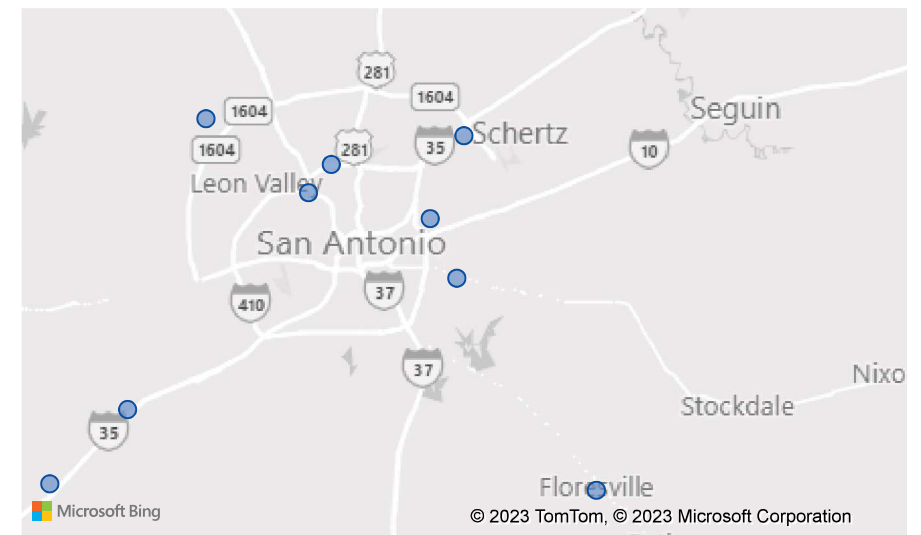 281
1604
1604
Seguin
Schertz
281
35
10
1604
Leon Valley
San Antonio
37
410
37
Nixo
Stockdale
35
Floresville
Microsoft Bing
© 2023 TomTom, © 2023 Microsoft Corporation